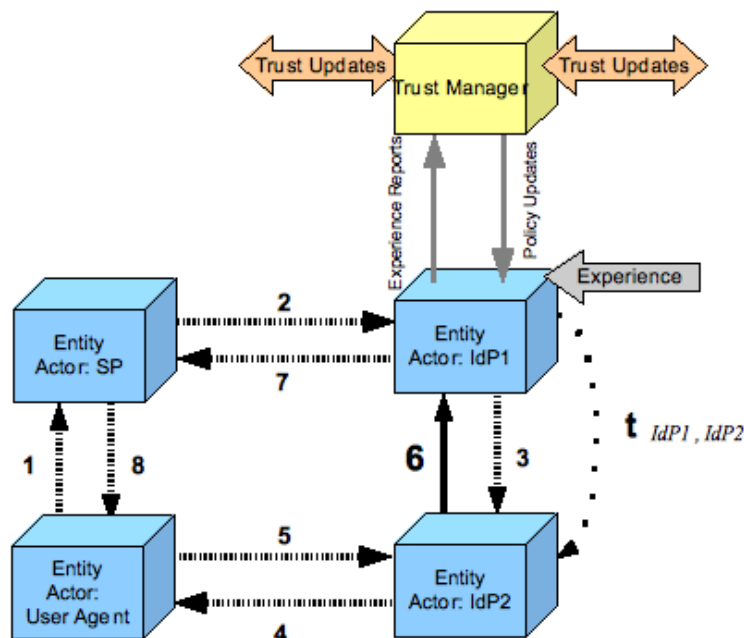 Trust Updates
Trust Manager
Trust Updates
Experience Reports
Policy Updates
Experience
Entity
Actor: SP
2
Entity
Actor: IdP1
7
t IdP1 , IdP2
1
8
6
3
Entity
Actor:
User Agent
5
Entity
Actor: IdP2
4